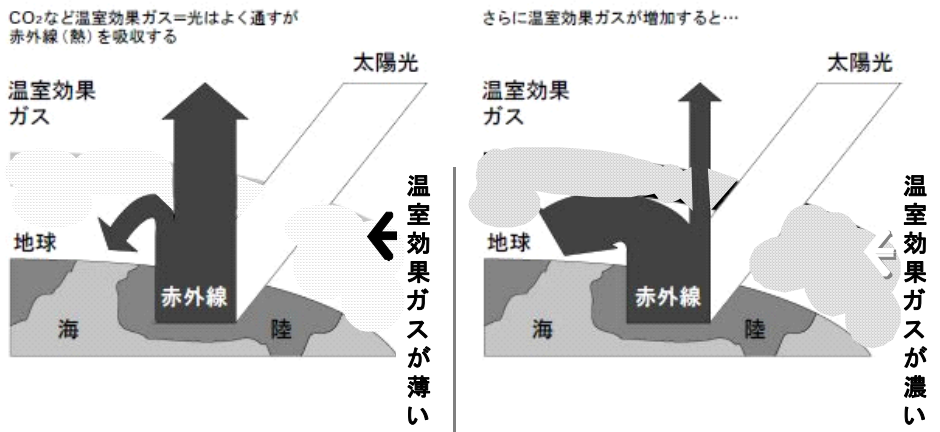 CO₂など温室効果ガス＝光はよく通すが
赤外線（熱）を吸収する
太陽光
温室効果
ガス
地球
赤外線
海
陸
温室効果ガスが薄い
さらに温室効果ガスが増加すると…
太陽光
温室効果
ガス
地球
赤外線
海
陸
温室効果ガスが濃い